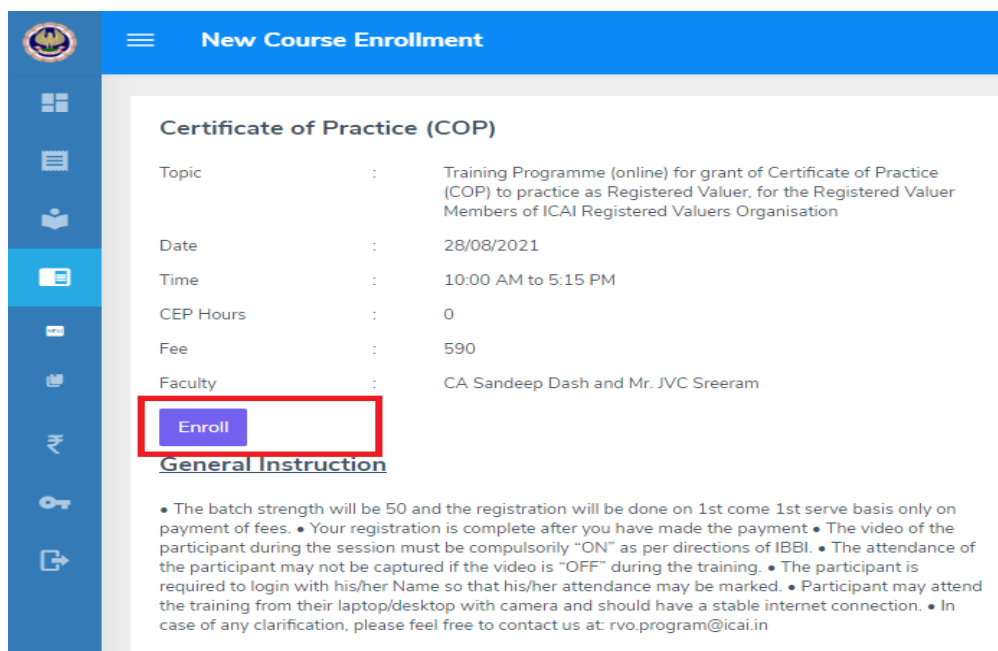 New Course Enrollment
Certificate of Practice (COP)
Topic : Training Programme (online) for grant of Certificate of Practice
(COP) to practice as Registered Valuer, for the Registered Valuer
Members of ICAI Registered Valuers Organisation
Date : 28/08/2021
Time : 10:00 AM to 5:15 PM
CEP Hours : 0
Fee : 590
Faculty : CA Sandeep Dash and Mr. JVC Sreeram
Enroll
General Instruction
• The batch strength will be 50 and the registration will be done on 1st come 1st serve basis only on
payment of fees. • Your registration is complete after you have made the payment • The video of the
participant during the session must be compulsorily “ON” as per directions of IBBI. • The attendance of
the participant may not be captured if the video is “OFF” during the training. • The participant is
required to login with his/her Name so that his/her attendance may be marked. • Participant may attend
the training from their laptop/desktop with camera and should have a stable internet connection. • In
case of any clarification, please feel free to contact us at: rvo.program@icai.in